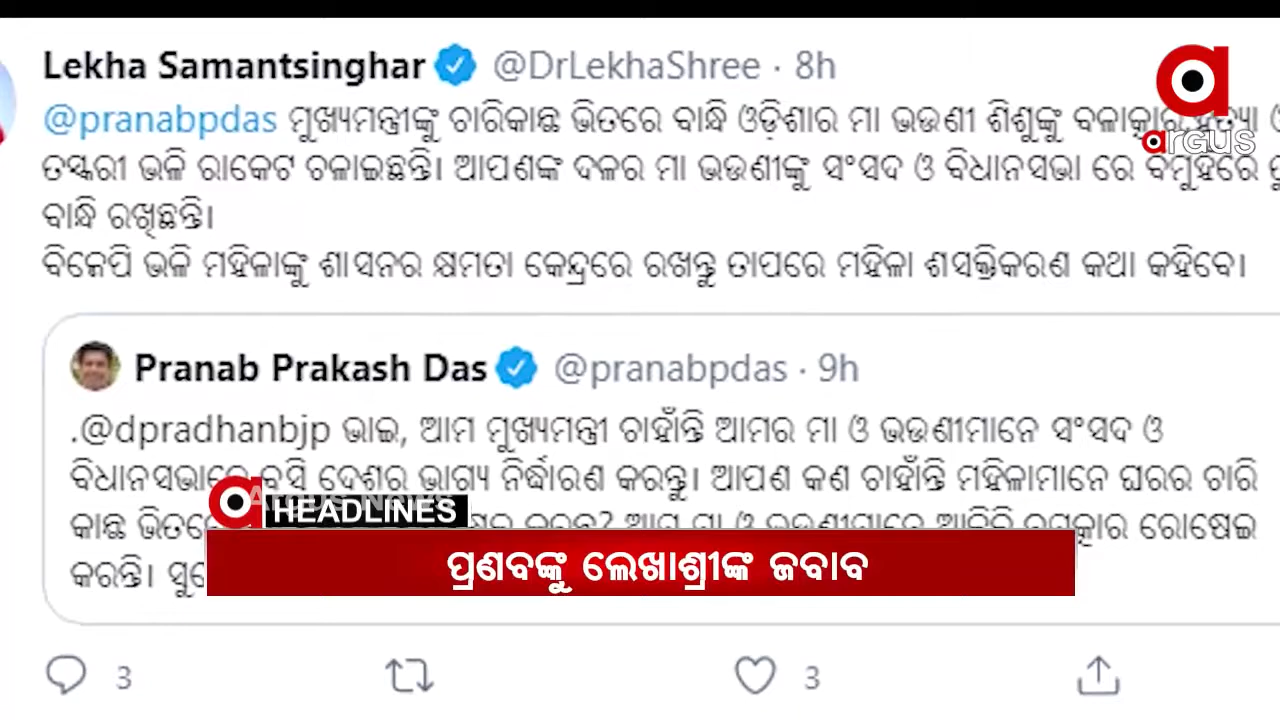 Lekha Samantsinghar @DrLekhaShree · 8h
@pranabpdas ମୁଖ୍ୟମନ୍ତ୍ରୀଙ୍କୁ ଚାରିକାନ୍ଥ ଭିତରେ ବାନ୍ଧି ଓଡ଼ିଶାର ମା ଭଉଣୀ ଶିଶୁଙ୍କୁ ବଳାତ୍କାର
ତସ୍କରୀ ଭଳି ରାକେଟ ଚଳାଇଛନ୍ତି। ଆପଣଙ୍କ ଦଳର ମା ଭଉଣୀଙ୍କୁ ସଂସଦ ଓ ବିଧାନସଭା ରେ
ବାନ୍ଧି ରଖିଛନ୍ତି।
ବିଜେପି ଭଳି ମହିଳାଙ୍କୁ ଶାସନର କ୍ଷମତା କେନ୍ଦ୍ରରେ ରଖନ୍ତୁ ତାପରେ ମହିଳା ଶସକ୍ତିକରଣ କଥା କହିବେ।
argus
Pranab Prakash Das @pranabpdas · 9h
.@dpradhanbjp ଭାଇ, ଆମ ମୁଖ୍ୟମନ୍ତ୍ରୀ ଚାହାଁନ୍ତି ଆମର ମା ଓ ଭଉଣୀମାନେ ସଂସଦ ଓ
ବିଧାନସଭାରେ ବସି ଦେଶର ଭାଗ୍ୟ ନିର୍ଦ୍ଧାରଣ କରନ୍ତୁ। ଆପଣ କଣ ଚାହାଁନ୍ତି ମହିଳାମାନେ ଘରର ଚାରି
କାନ୍ଥ ଭିତରେ ଆମ ମା ଓ ଭଉଣୀମାନେ ରୋଷେଇ
କରନ୍ତି।
HEADLINES
ପ୍ରଣବଙ୍କୁ ଲେଖାଶ୍ରୀଙ୍କ ଜବାବ
3 3